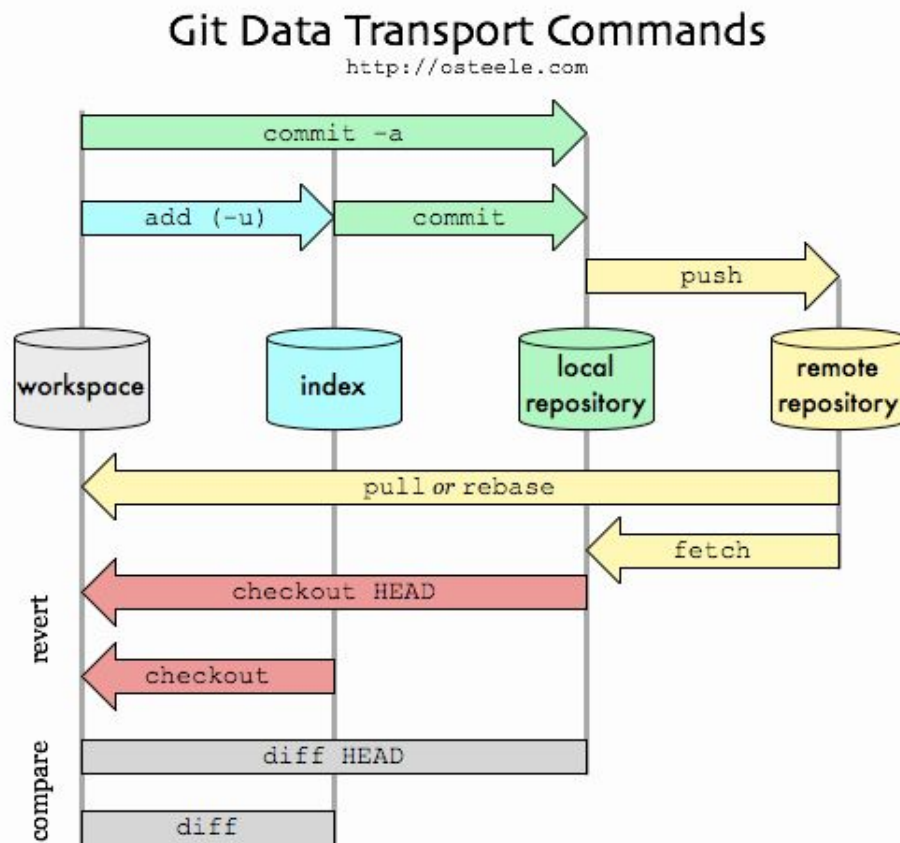 Git Data Transport Commands
http://osteele.com
commit -a
add (-u)
commit
push
workspace
index
local
repository
remote
repository
pull or rebase
fetch
revert
checkout HEAD
checkout
compare
diff HEAD
diff